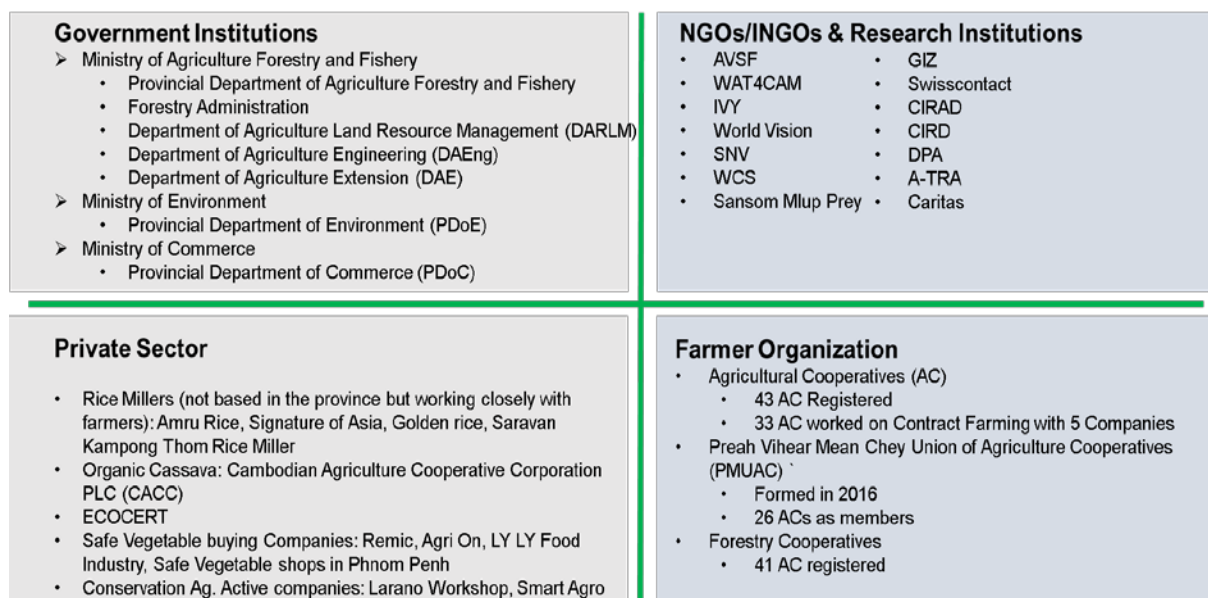 Government Institutions
➢ Ministry of Agriculture Forestry and Fishery
• Provincial Department of Agriculture Forestry and Fishery
• Forestry Administration
• Department of Agriculture Land Resource Management (DARLM)
• Department of Agriculture Engineering (DAEng)
• Department of Agriculture Extension (DAE)
➢ Ministry of Environment
• Provincial Department of Environment (PDoE)
➢ Ministry of Commerce
• Provincial Department of Commerce (PDoC)
NGOs/INGOs & Research Institutions
• AVSF
• WAT4CAM
• IVY
• World Vision
• SNV
• WCS
• Sansom Mlup Prey
• GIZ
• Swisscontact
• CIRAD
• CIRD
• DPA
• A-TRA
• Caritas
Private Sector
• Rice Millers (not based in the province but working closely with
farmers): Amru Rice, Signature of Asia, Golden rice, Saravan
Kampong Thom Rice Miller
• Organic Cassava: Cambodian Agriculture Cooperative Corporation
PLC (CACC)
• ECOCERT
• Safe Vegetable buying Companies: Remic, Agri On, LY LY Food
Industry, Safe Vegetable shops in Phnom Penh
• Conservation Ag. Active companies: Larano Workshop, Smart Agro
Farmer Organization
• Agricultural Cooperatives (AC)
• 43 AC Registered
• 33 AC worked on Contract Farming with 5 Companies
• Preah Vihear Mean Chey Union of Agriculture Cooperatives
(PMUAC) `
• Formed in 2016
• 26 ACs as members
• Forestry Cooperatives
• 41 AC registered